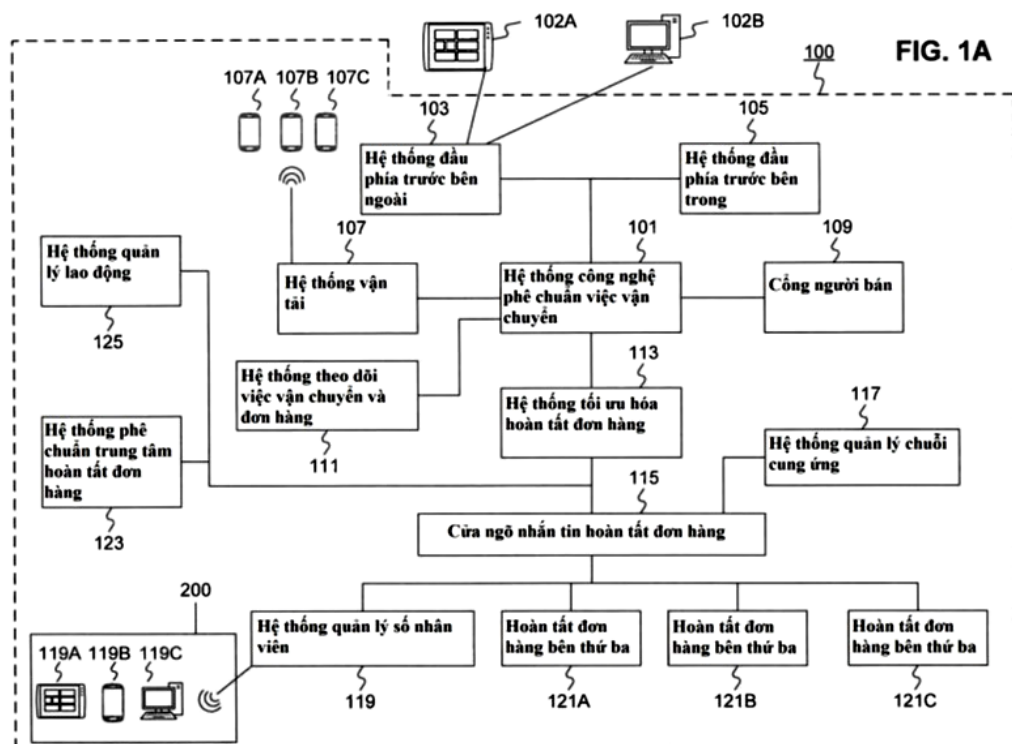 102A
102B
FIG. 1A
100
107A 107B 107C
103
105
Hệ thống đầu
phía trước bên
ngoài
Hệ thống đầu
phía trước bên
trong
107
101
109
Hệ thống quản
lý lao động
Hệ thống vận
tải
Hệ thống công nghệ
phê chuẩn việc vận
chuyển
Cổng người bán
125
113
Hệ thống theo dõi
việc vận chuyển và
đơn hàng
Hệ thống tối ưu hóa
hoàn tất đơn hàng
117
Hệ thống phê
chuẩn trung tâm
hoàn tất đơn
hàng
111
Hệ thống quản lý chuỗi
cung ứng
115
123
Cửa ngõ nhắn tin hoàn tất đơn hàng
200
Hệ thống quản lý số nhân
viên
Hoàn tất đơn
hàng bên thứ ba
Hoàn tất đơn
hàng bên thứ ba
Hoàn tất đơn
hàng bên thứ ba
119A 119B 119C
119
121A
121B
121C